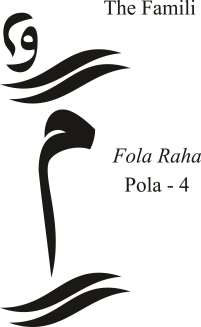 The Famili
و
م
Fola Raha
Pola - 4